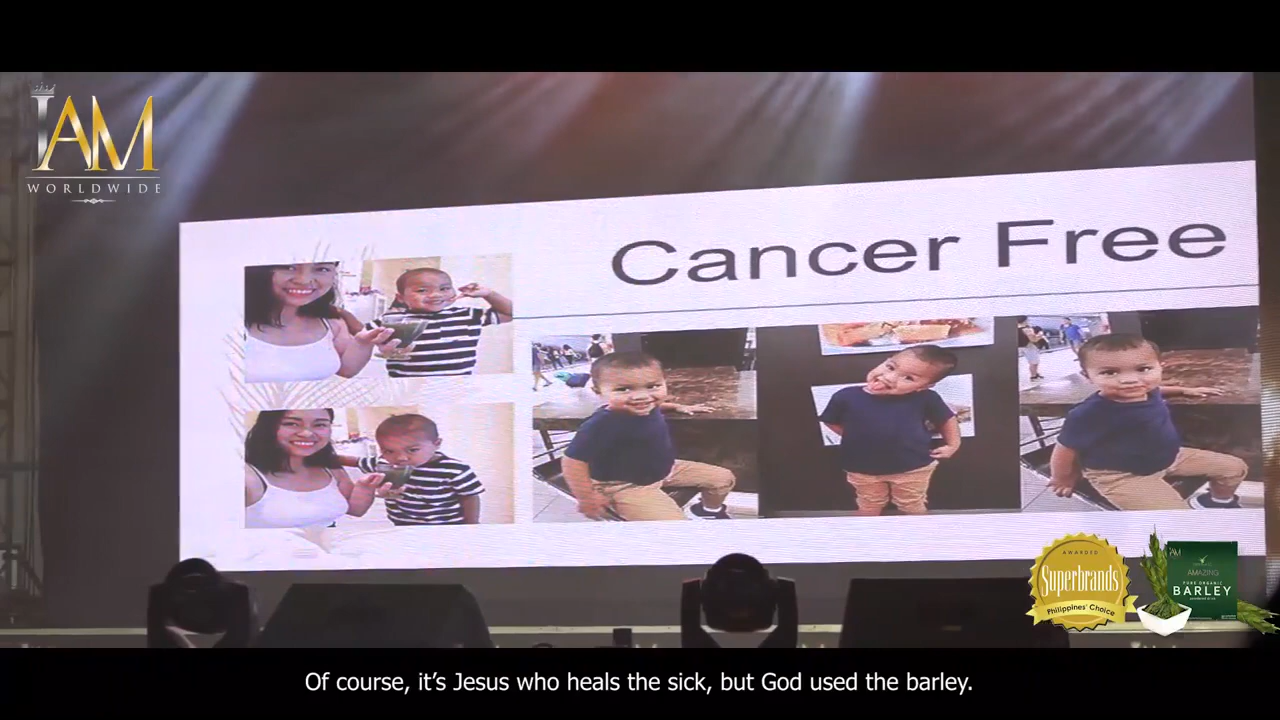 IAM
WORLDWIDE
Cancer Free
AWARDED
Superbrands
Philippines' Choice
IAM
AMAZING
PURE ORGANIC
BARLEY
Of course, it's Jesus who heals the sick, but God used the barley.